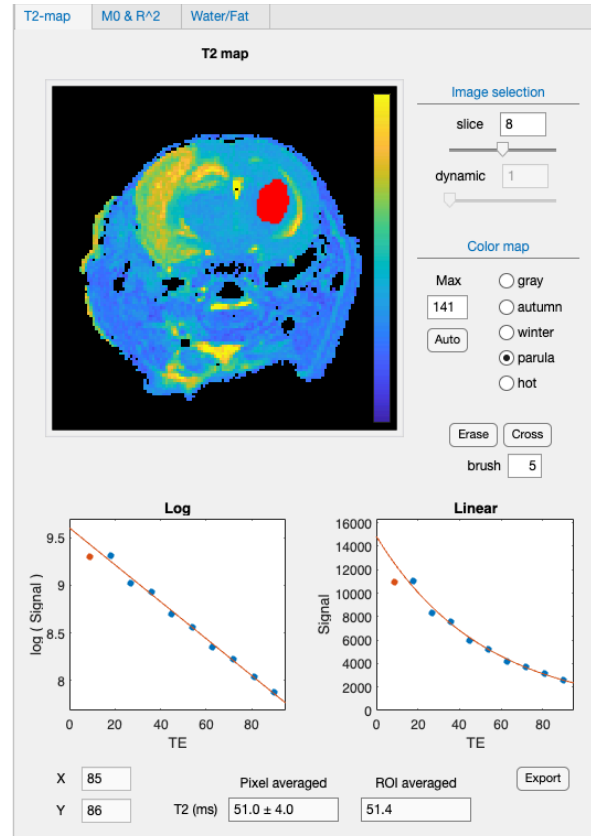 T2-map M0 & R^2 Water/Fat
T2 map
Image selection
slice 8
dynamic 1
Color map
Max
141
Auto
gray
autumn
winter
parula
hot
Erase Cross
brush 5
Log
9.5
9
8.5
8
log ( Signal )
0 20 40 60 80
TE
Linear
16000
14000
12000
10000
8000
6000
4000
2000
0
Signal
0 20 40 60 80
TE
X 85
Y 86
Pixel averaged ROI averaged
T2 (ms) 51.0 ± 4.0 51.4
Export